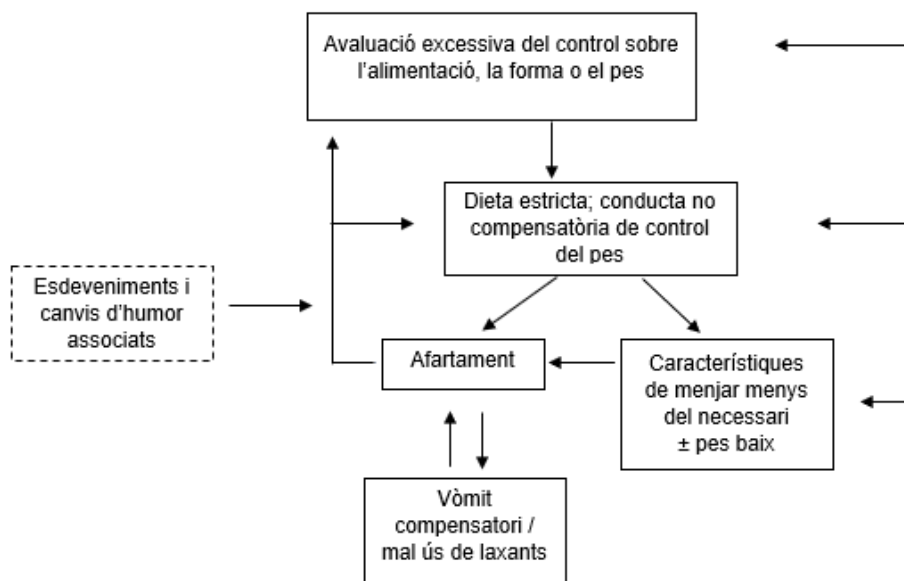 Avaluació excessiva del control sobre
l'alimentació, la forma o el pes
Dieta estricta; conducta no
compensatòria de control
del pes
Esdeveniments i
canvis d'humor
associats
Afartament
Característiques
de menjar menys
del necessari
± pes baix
Vòmit
compensatori /
mal ús de laxants